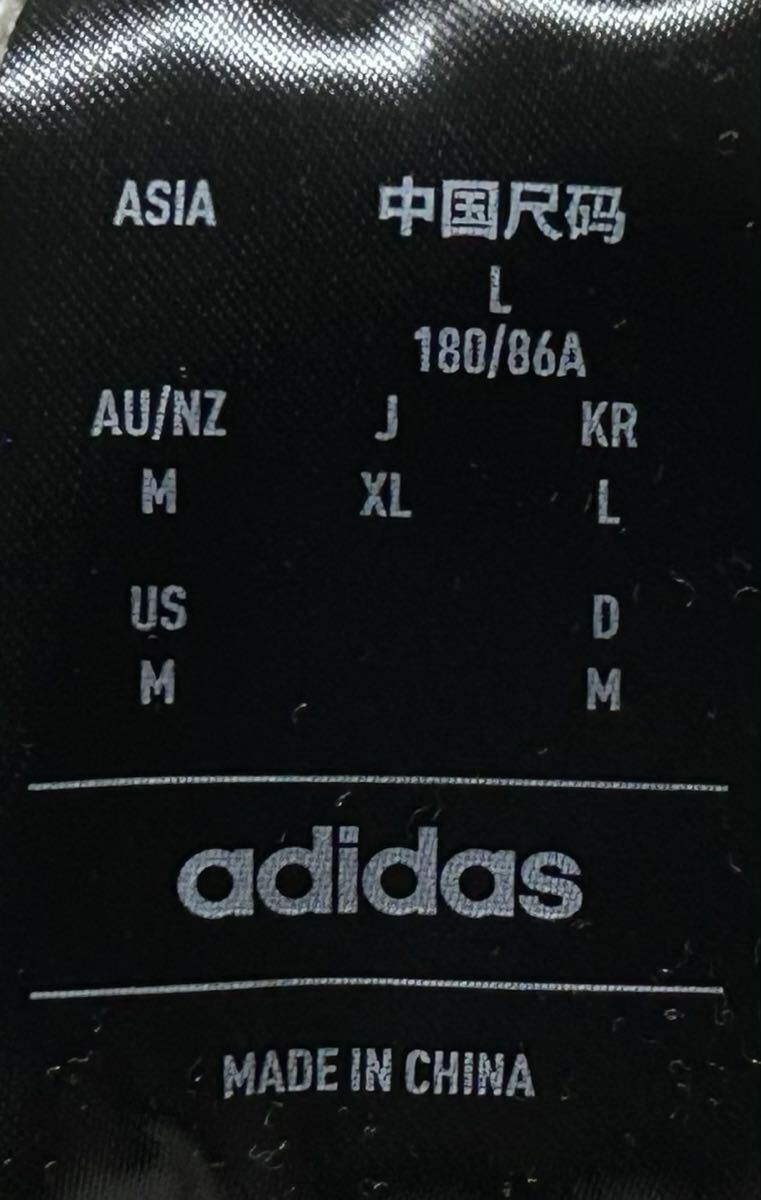 ASIA 中国尺码
L
180/86A
AU/NZ J KR
M XL L
US D
M M
adidas
MADE IN CHINA